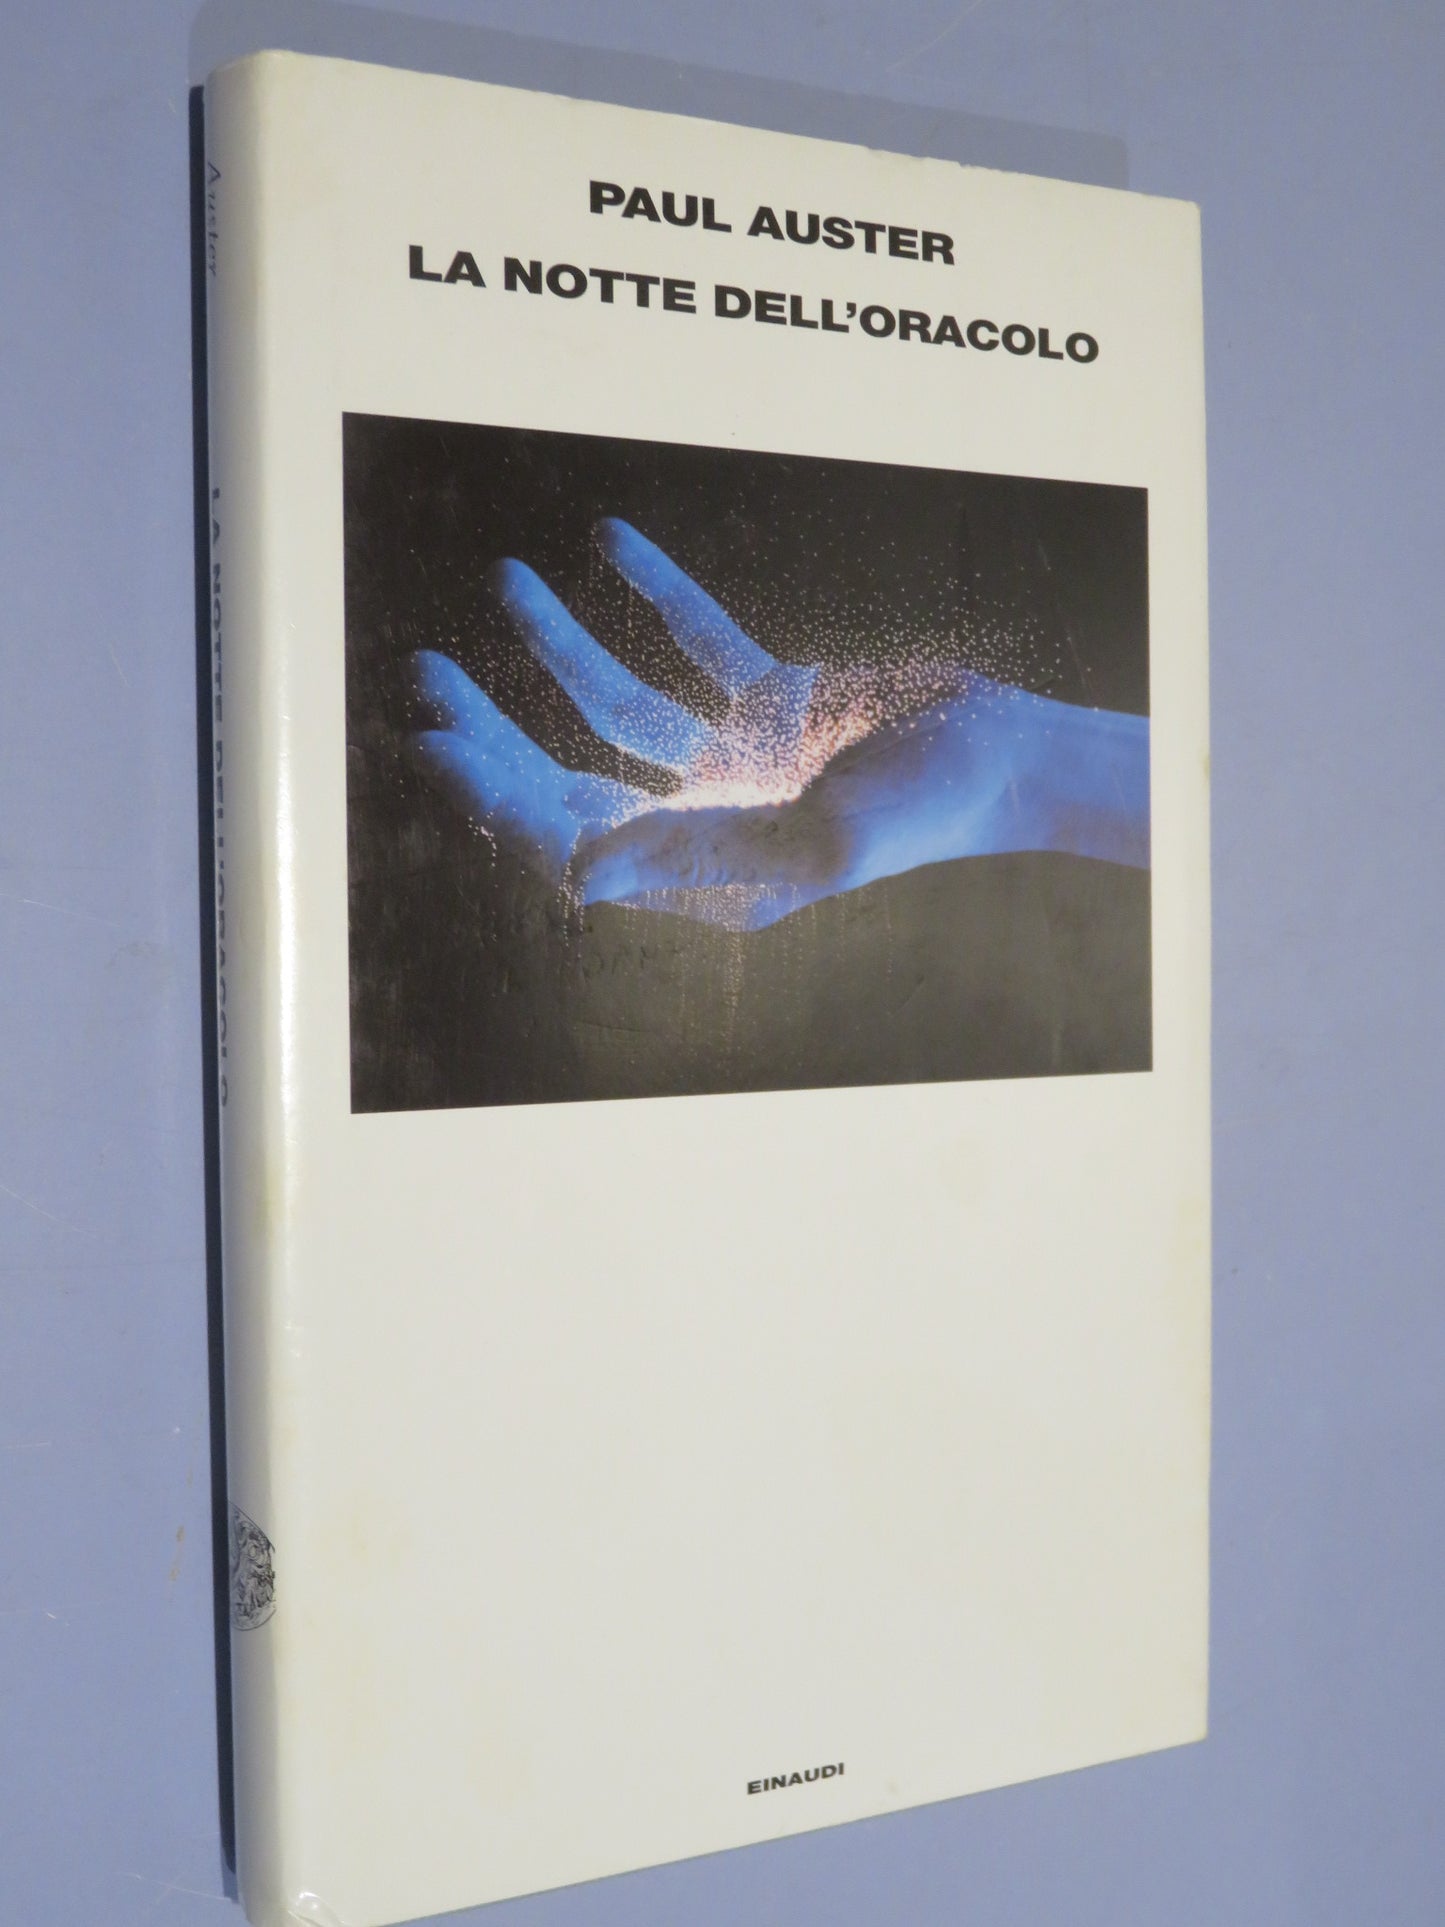 PAUL AUSTER
LA NOTTE DELL'ORACOLO
EINAUDI
Auster
LA NOTTE DELL'ORACOLO